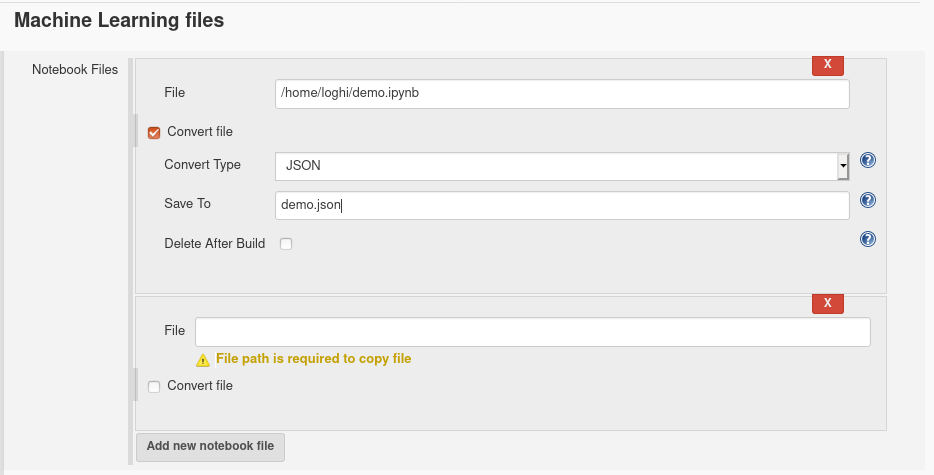 Machine Learning files
Notebook Files
X
File /home/loghi/demo.ipynb
Convert file
Convert Type JSON ?
Save To demo.json ?
Delete After Build ?
X
File
File path is required to copy file
Convert file
Add new notebook file